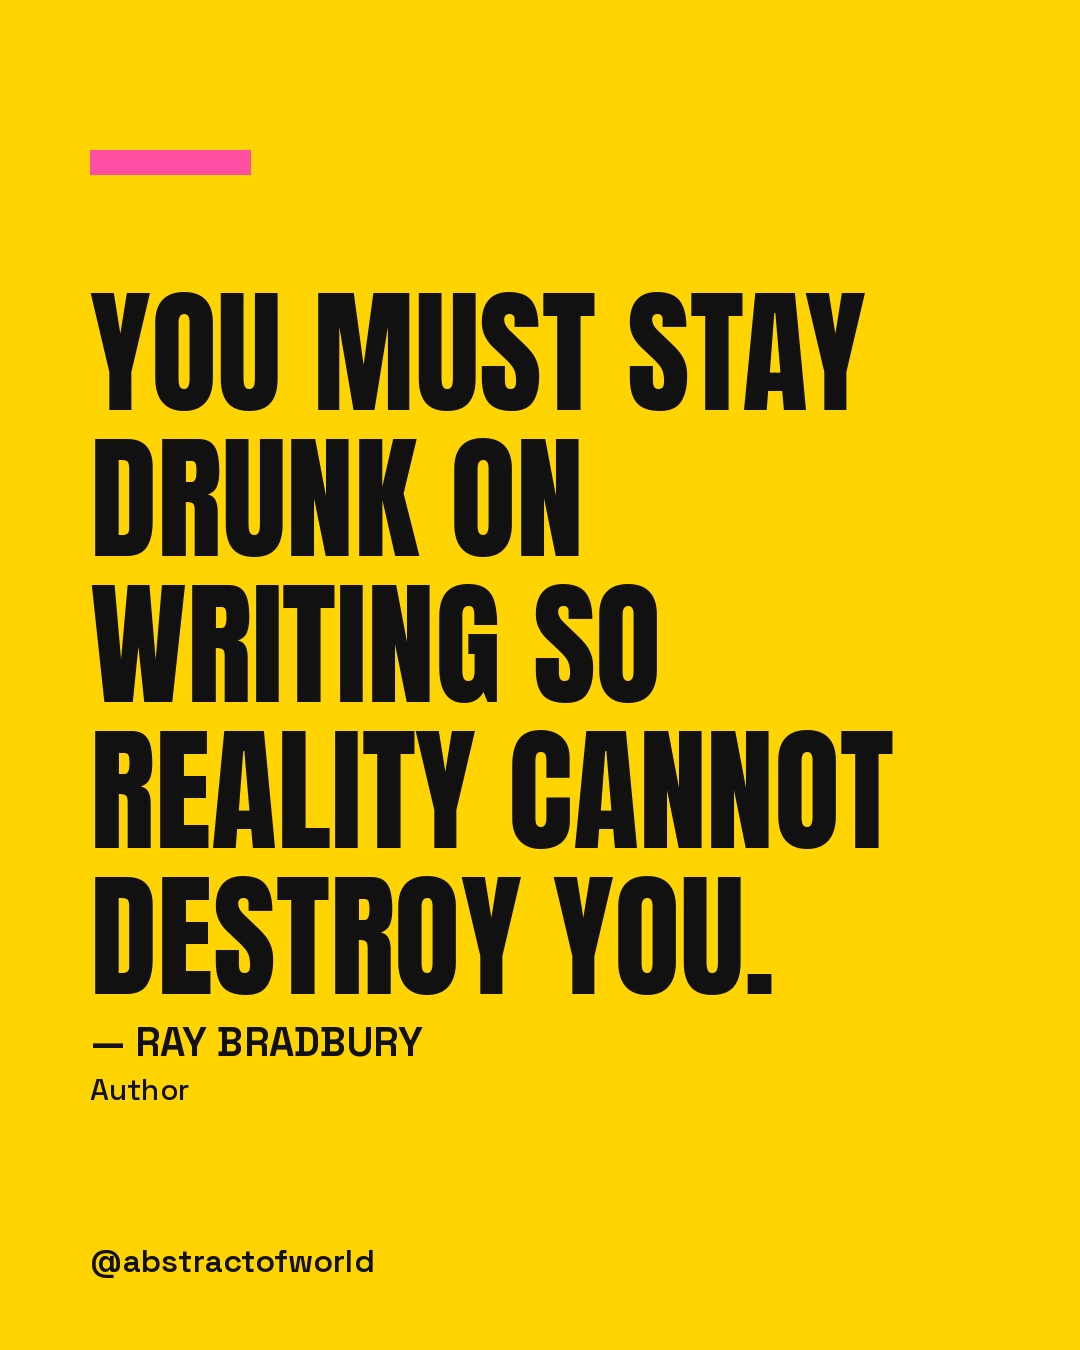 YOU MUST STAY
DRUNK ON
WRITING SO
REALITY CANNOT
DESTROY YOU.
— RAY BRADBURY
Author
@abstractofworld